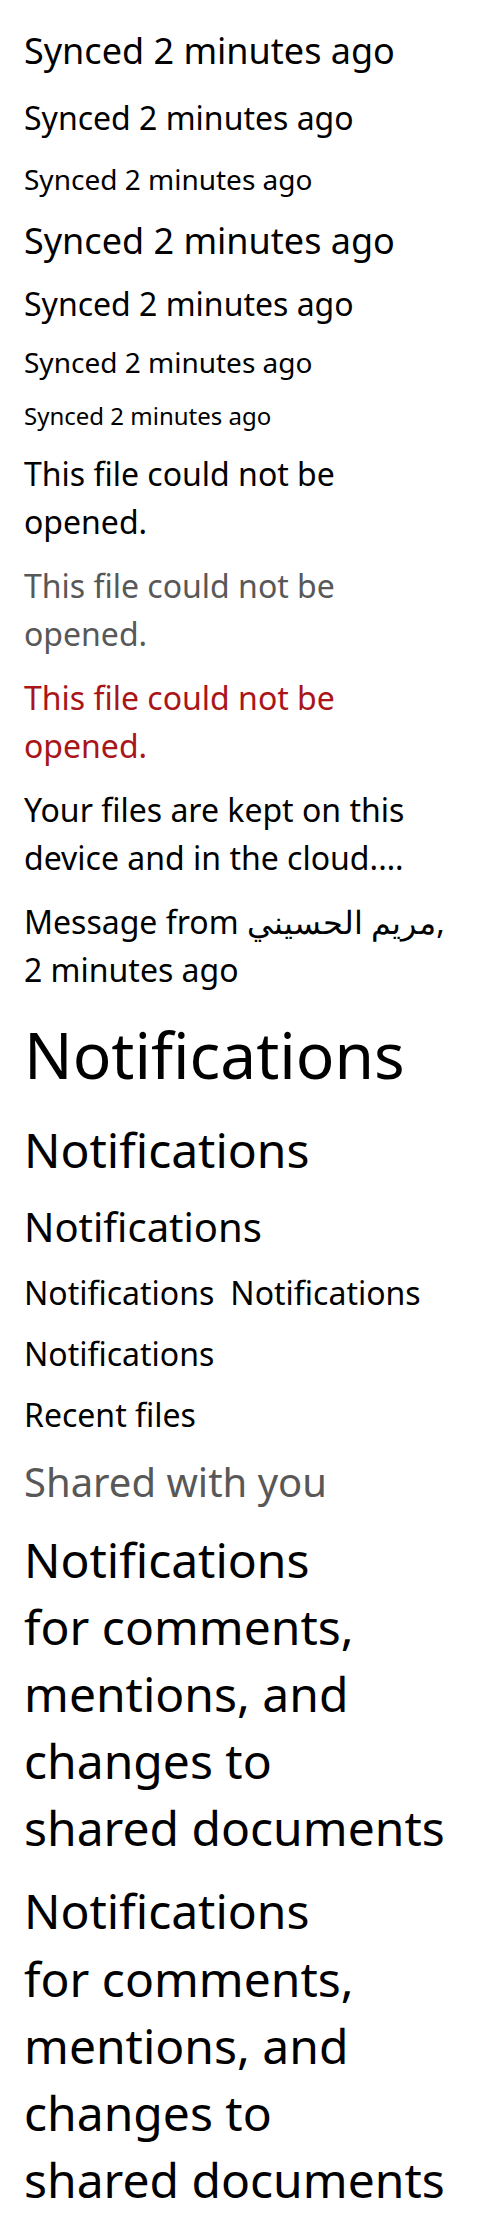 Synced 2 minutes ago
Synced 2 minutes ago
Synced 2 minutes ago
Synced 2 minutes ago
Synced 2 minutes ago
Synced 2 minutes ago
Synced 2 minutes ago
This file could not be
opened.
This file could not be
opened.
This file could not be
opened.
Your files are kept on this
device and in the cloud....
Message from مريم الحسيني,
2 minutes ago
Notifications
Notifications
Notifications
Notifications Notifications
Notifications
Recent files
Shared with you
Notifications
for comments,
mentions, and
changes to
shared documents
Notifications
for comments,
mentions, and
changes to
shared documents